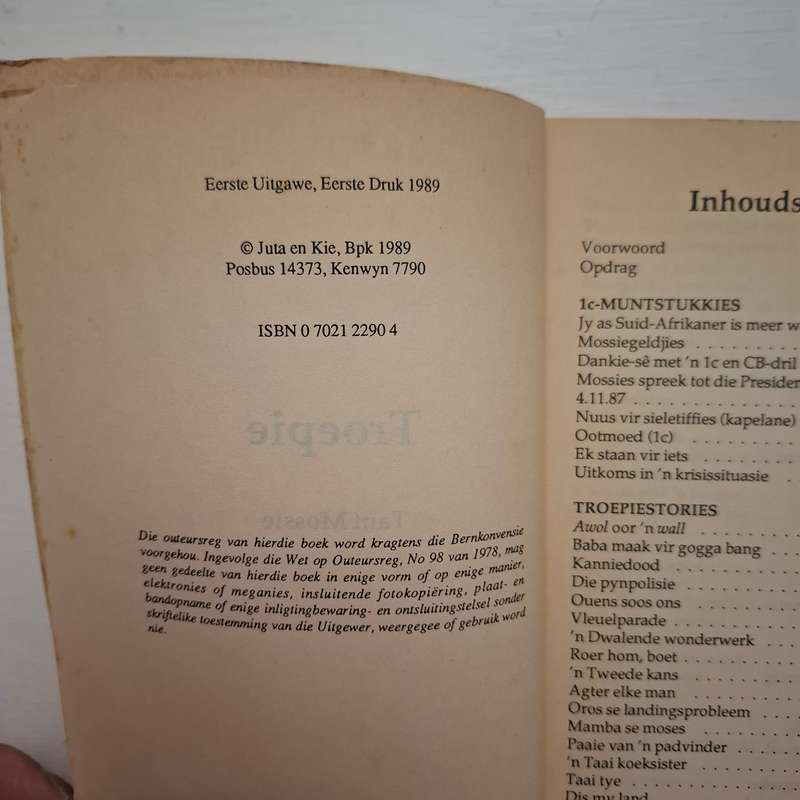 Eerste Uitgawe, Eerste Druk 1989
© Juta en Kie, Bpk 1989
Posbus 14373, Kenwyn 7790
ISBN 0 7021 2290 4
Troepie
Tant Mossie
Die outeursreg van hierdie boek word kragtens die Bernkonvensie
voorgehou. Ingevolge die Wet op Outeursreg, No 98 van 1978, mag
geen gedeelte van hierdie boek in enige vorm of op enige manier,
elektronies of meganies, insluitende fotokopiëring, plaat- en
bandopname of enige inligtingbewaring- en ontsluitingstelsel sonder
skriftelike toestemming van die Uitgewer, weergegee of gebruik word
nie.
Inhouds
Voorwoord
Opdrag
1c-MUNTSTUKKIES
Jy as Suid-Afrikaner is meer w
Mossiegeldjies . . . . . . . . .
Dankie-sê met 'n 1c en CB-dril
Mossies spreek tot die Presiden
4.11.87 . . . . . . . . . . . . . .
Nuus vir sieletiffies (kapelane)
Ootmoed (1c) . . . . . . . . .
Ek staan vir iets . . . . . . . .
Uitkoms in 'n krisissituasie .
TROEPIESTORIES
Awol oor 'n wall . . . . . . . .
Baba maak vir gogga bang . . .
Kanniedood . . . . . . . . . .
Die pynpolisie . . . . . . . . .
Ouens soos ons . . . . . . . .
Vleuelparade . . . . . . . . . .
'n Dwalende wonderwerk . . .
Roer hom, boet . . . . . . . . .
'n Tweede kans . . . . . . . .
Agter elke man . . . . . . . .
Oros se landingsprobleem . . . .
Mamba se moses . . . . . . . .
Paaie van 'n padvinder . . . . .
'n Taai koeksister . . . . . . .
Taai tye . . . . . . . . . . . .
Dis my land